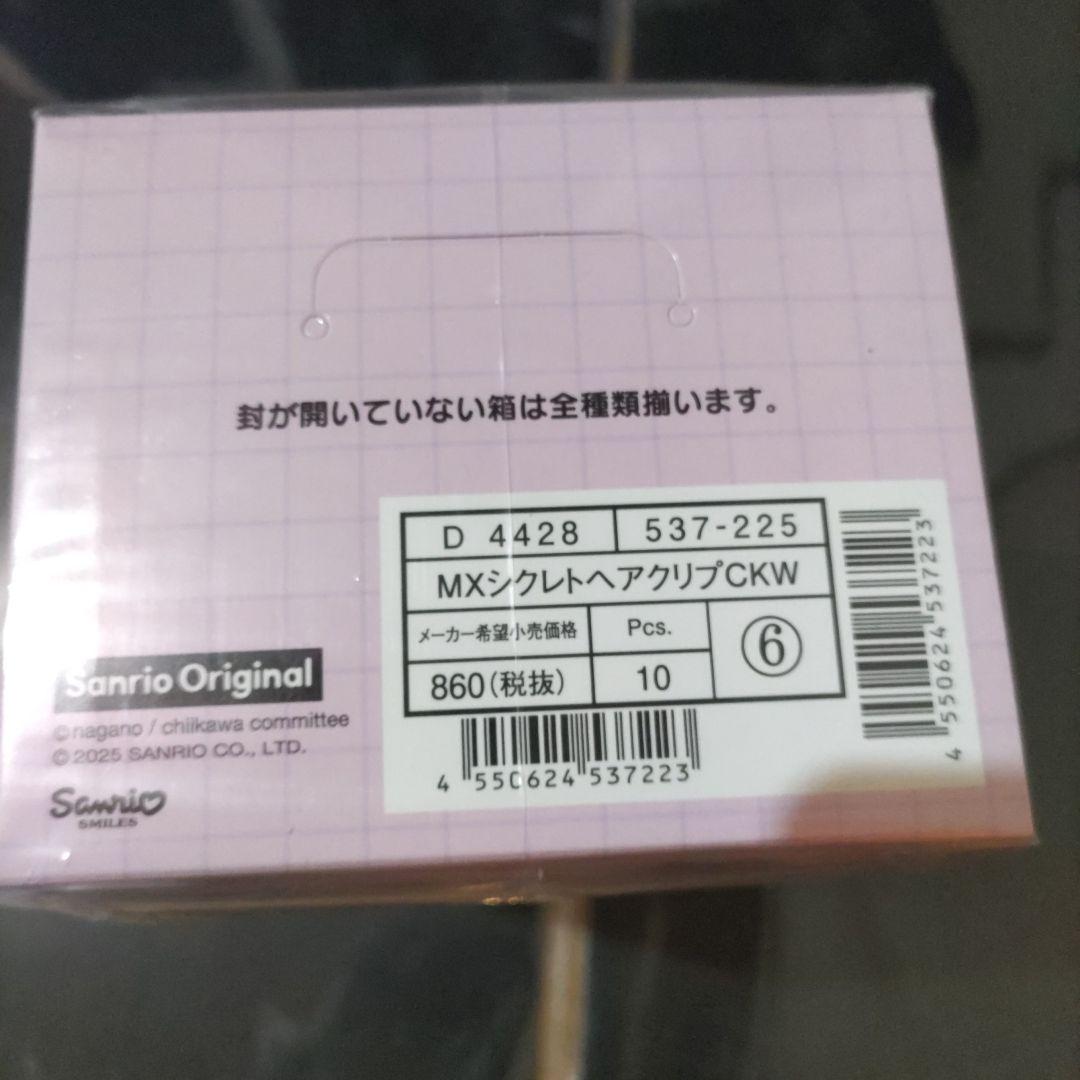 封が開いていない箱は全種類揃います。
D 4428
537-225
MXシクレトヘアクリプCKW
メーカー希望小売価格
Pcs.
⑥
860(税抜)
10
4 550624 537223
4 550624 537223
Sanrio Original
©nagano / chiikawa committee
© 2025 SANRIO CO., LTD.
Sanrio
SMILES